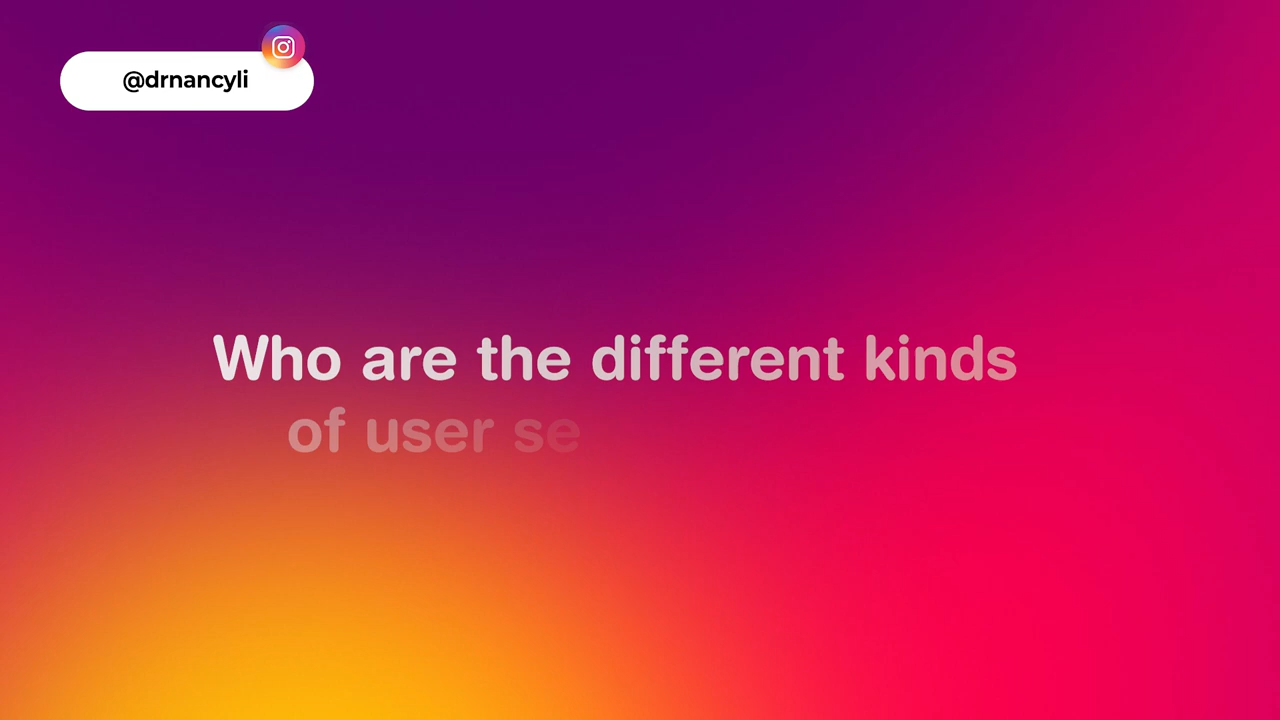 @drnancyli
Who are the different kinds
of user se